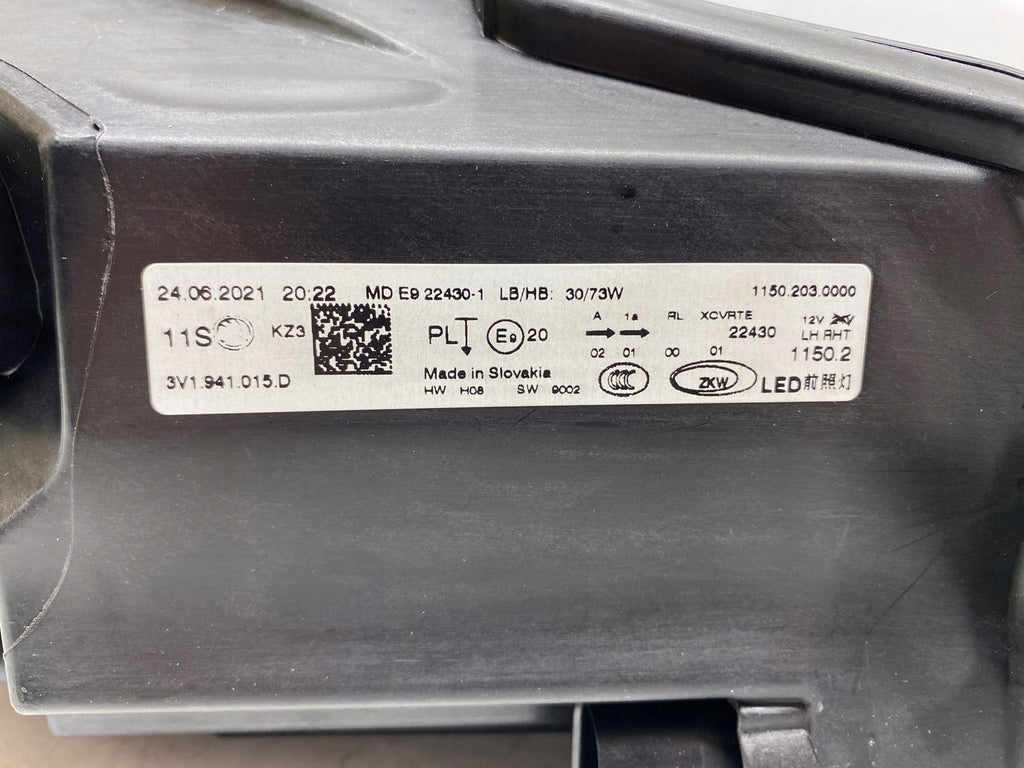 24.06.2021 20:22 MD E9 22430-1 LB/HB: 30/73W 1150.203.0000
11S KZ3 PL E9 20 A 1a RL XCVRTE 12V
22430 LH RHT
02 01 00 01 1150.2
3V1.941.015.D Made in Slovakia CCC ZKW LED前照灯
HW H08 SW 9002